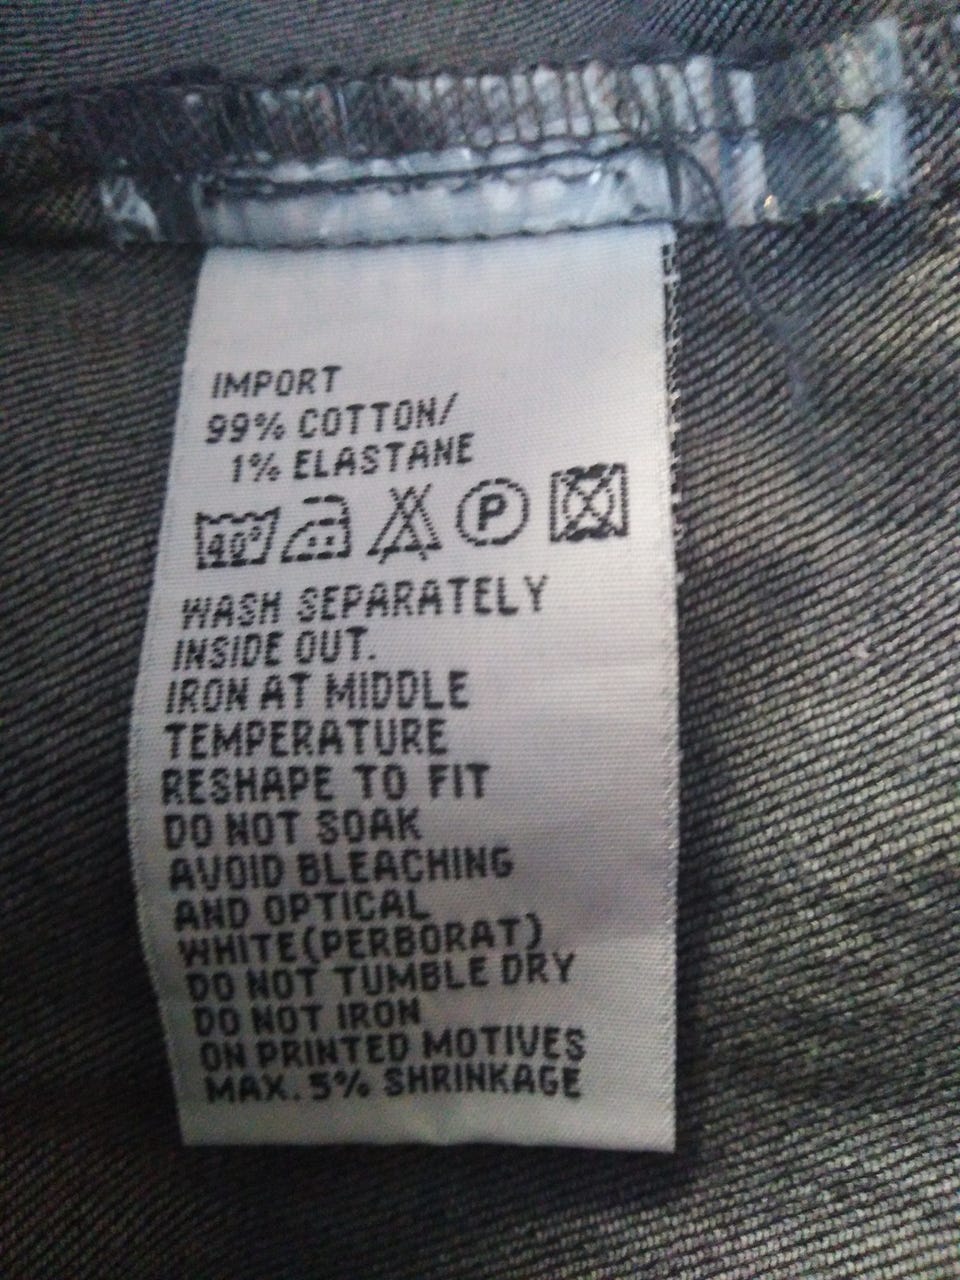 IMPORT
99% COTTON/
1% ELASTANE
40° P
WASH SEPARATELY
INSIDE OUT.
IRON AT MIDDLE
TEMPERATURE
RESHAPE TO FIT
DO NOT SOAK
AVOID BLEACHING
AND OPTICAL
WHITE(PERBORAT)
DO NOT TUMBLE DRY
DO NOT IRON
ON PRINTED MOTIVES
MAX. 5% SHRINKAGE